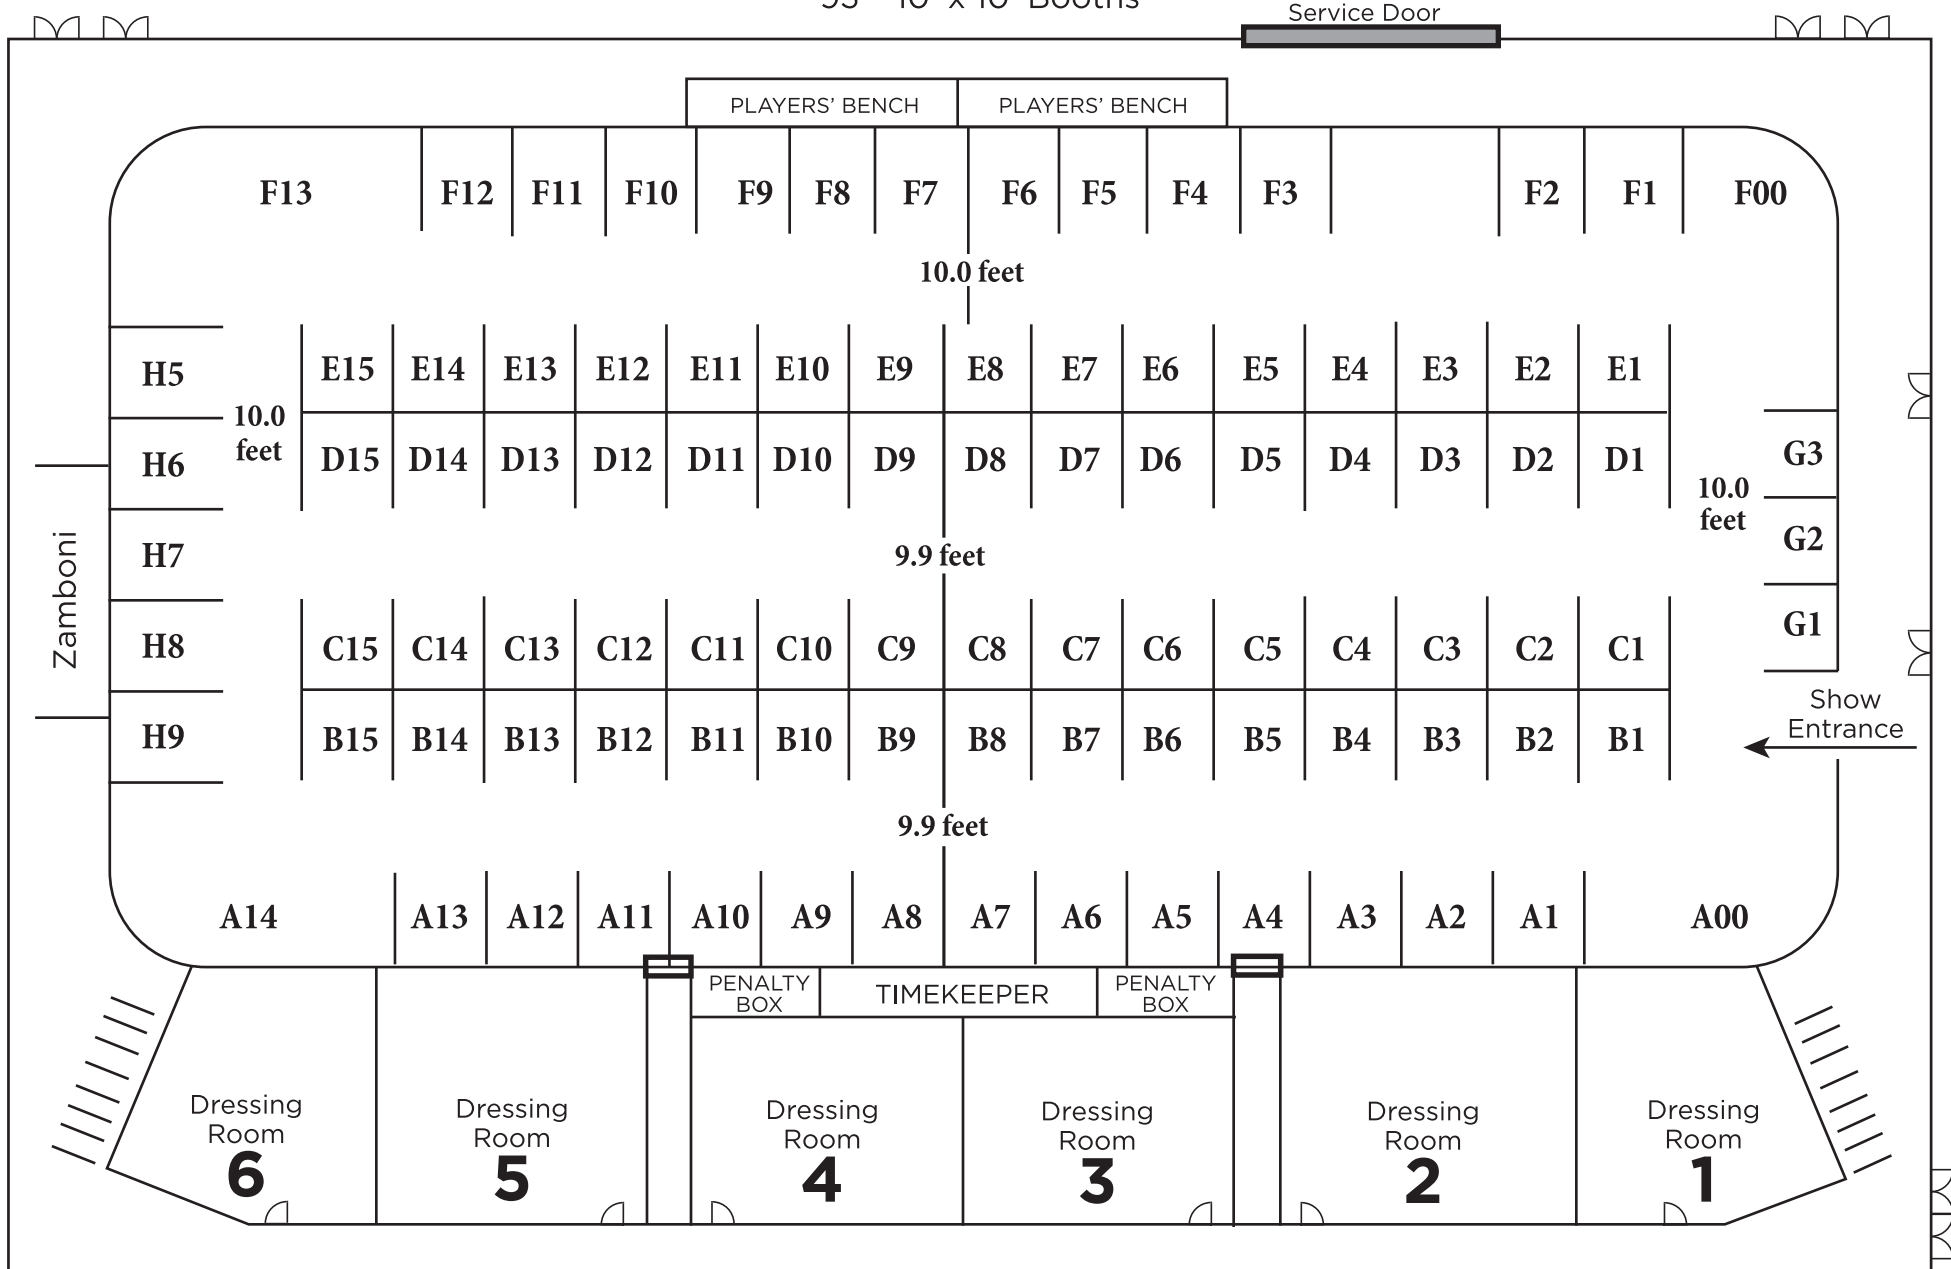 93 - 10' x 10' Booths
Service Door
PLAYERS' BENCH PLAYERS' BENCH
F13 F12 F11 F10 F9 F8 F7 F6 F5 F4 F3 F2 F1 F00
10.0 feet
H5 E15 E14 E13 E12 E11 E10 E9 E8 E7 E6 E5 E4 E3 E2 E1
10.0
feet
H6 D15 D14 D13 D12 D11 D10 D9 D8 D7 D6 D5 D4 D3 D2 D1 G3
10.0
feet
G2
Zamboni
H7 9.9 feet
G1
H8 C15 C14 C13 C12 C11 C10 C9 C8 C7 C6 C5 C4 C3 C2 C1
Show
Entrance
H9 B15 B14 B13 B12 B11 B10 B9 B8 B7 B6 B5 B4 B3 B2 B1
9.9 feet
A14 A13 A12 A11 A10 A9 A8 A7 A6 A5 A4 A3 A2 A1 A00
PENALTY
BOX
TIMEKEEPER
PENALTY
BOX
Dressing
Room
6
Dressing
Room
5
Dressing
Room
4
Dressing
Room
3
Dressing
Room
2
Dressing
Room
1